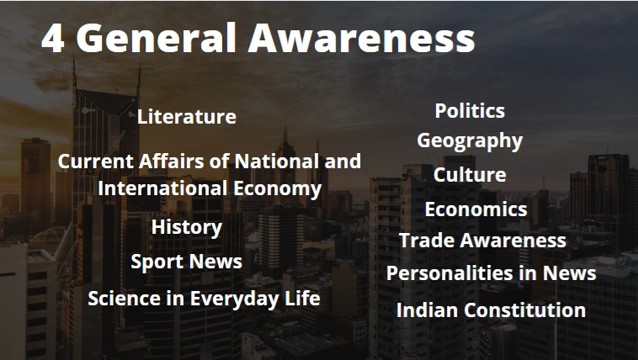 4 General Awareness
Literature
Current Affairs of National and
International Economy
History
Sport News
Science in Everyday Life
Politics
Geography
Culture
Economics
Trade Awareness
Personalities in News
Indian Constitution